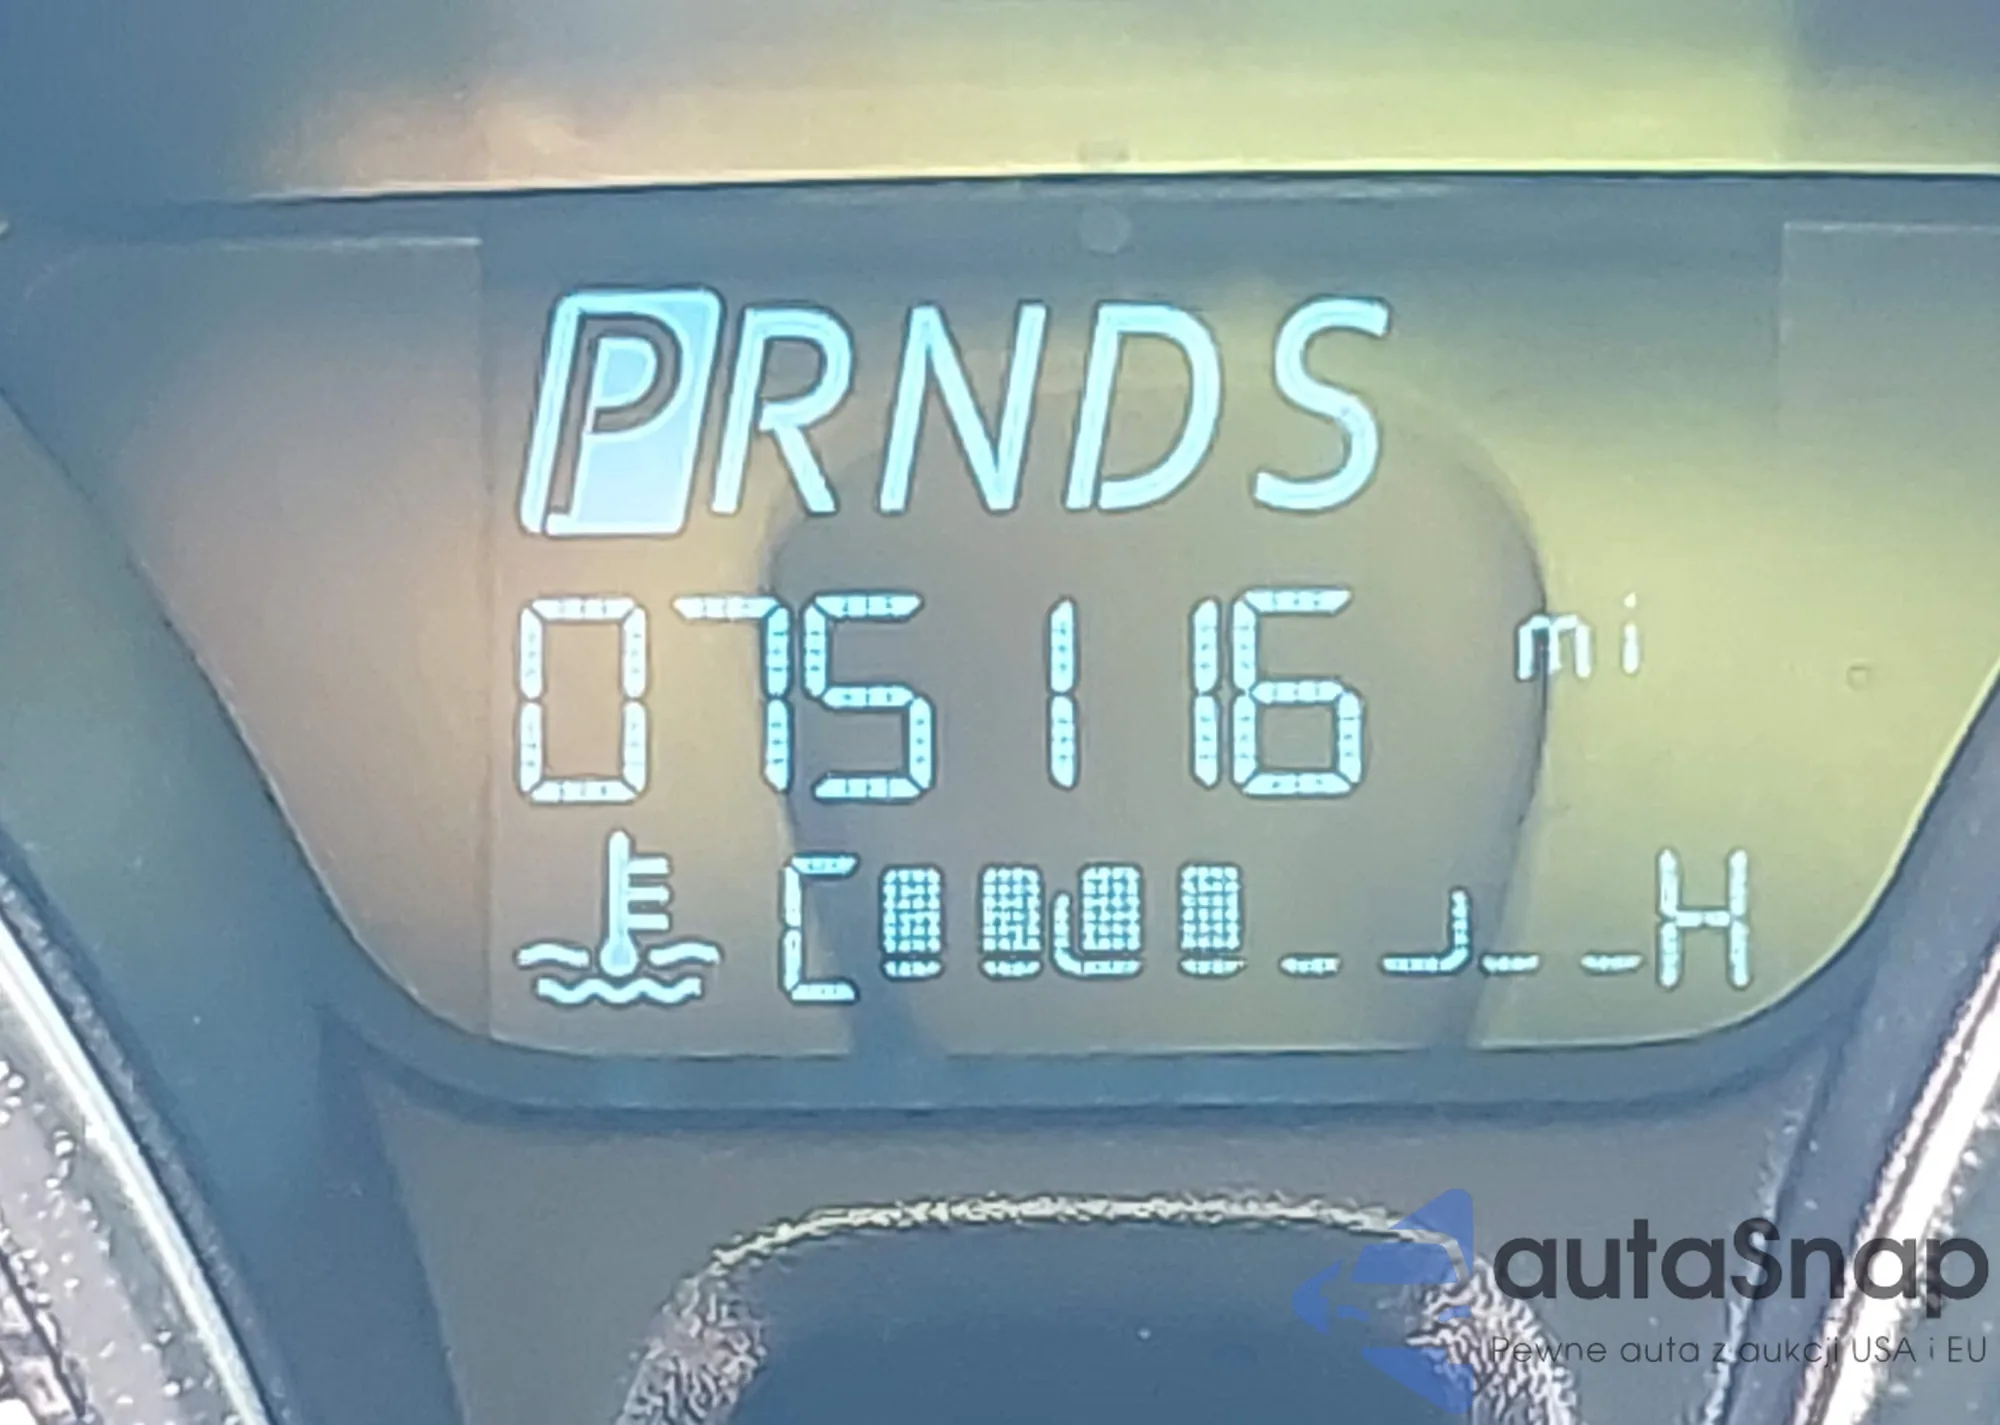 PRNDS
075116 mi
C H
autaSnap
Pewne auta z aukcji USA i EU